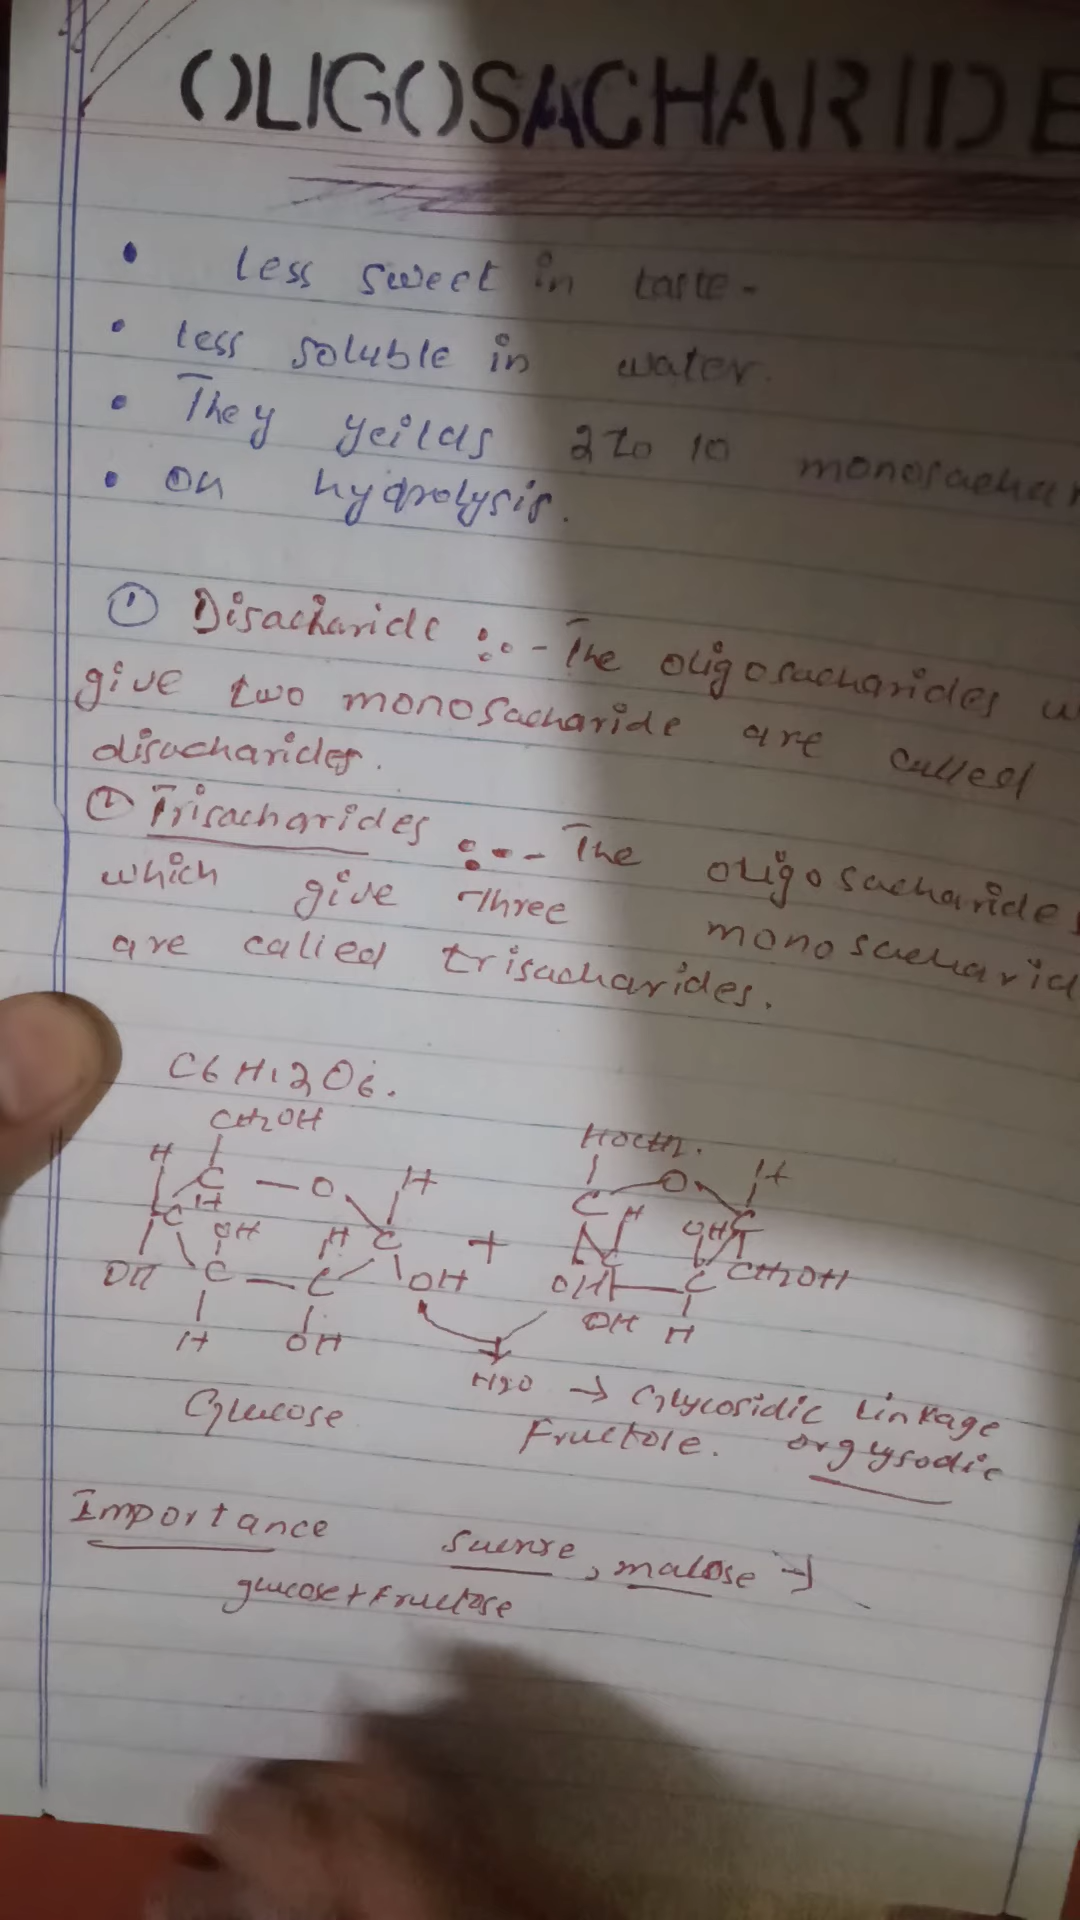 OLIGOSACHARIDE
• less sweet in taste -
• less soluble in water.
• They yeilds 2 to 10 monosachar
• on hydrolysis.
① Disacharide :- The oligosacharides w
give two monosacharide are called
disacharides.
② Trisacharides :- The oligosacharides
which give three monosacharid
are called trisacharides.
C6H12O6.
CH2OH HOCH2.
H C — O H C O H
C H OH H C + H OH C
OH C — C OH OH C CH2OH
H OH OH H
H2O → Glycosidic Linkage
Glucose Fructose. or glysodic
Importance sucrose, maltose →
glucose + Fructose